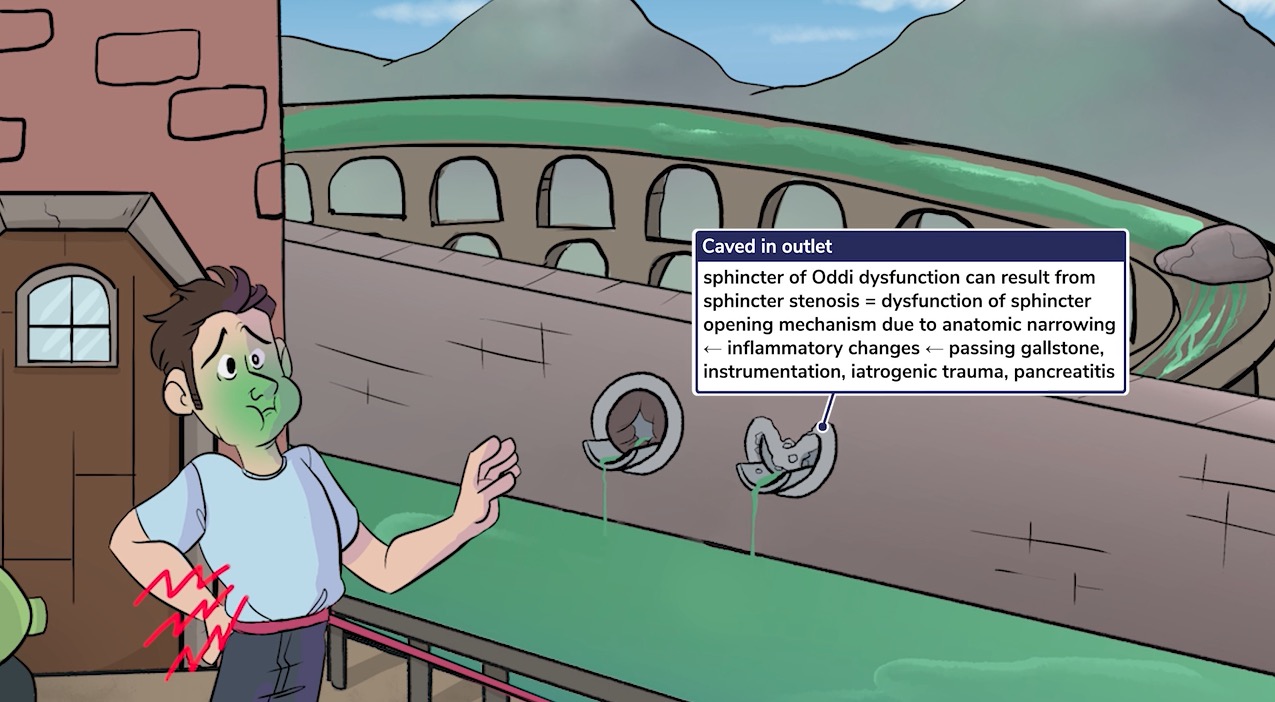 Caved in outlet
sphincter of Oddi dysfunction can result from
sphincter stenosis = dysfunction of sphincter
opening mechanism due to anatomic narrowing
← inflammatory changes ← passing gallstone,
instrumentation, iatrogenic trauma, pancreatitis